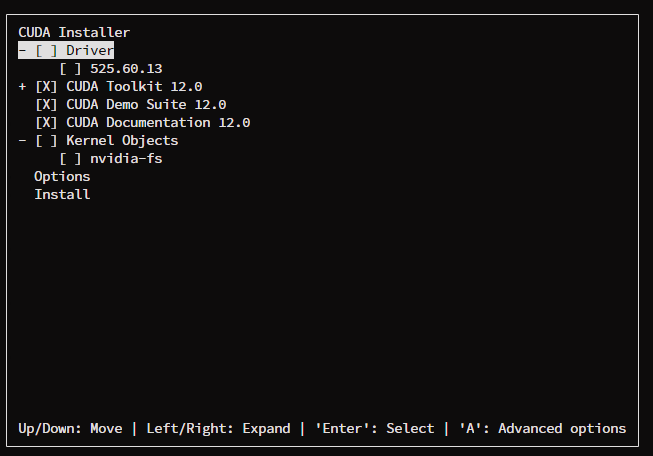 CUDA Installer
- [ ] Driver
[ ] 525.60.13
+ [X] CUDA Toolkit 12.0
[X] CUDA Demo Suite 12.0
[X] CUDA Documentation 12.0
- [ ] Kernel Objects
[ ] nvidia-fs
Options
Install
Up/Down: Move | Left/Right: Expand | 'Enter': Select | 'A': Advanced options